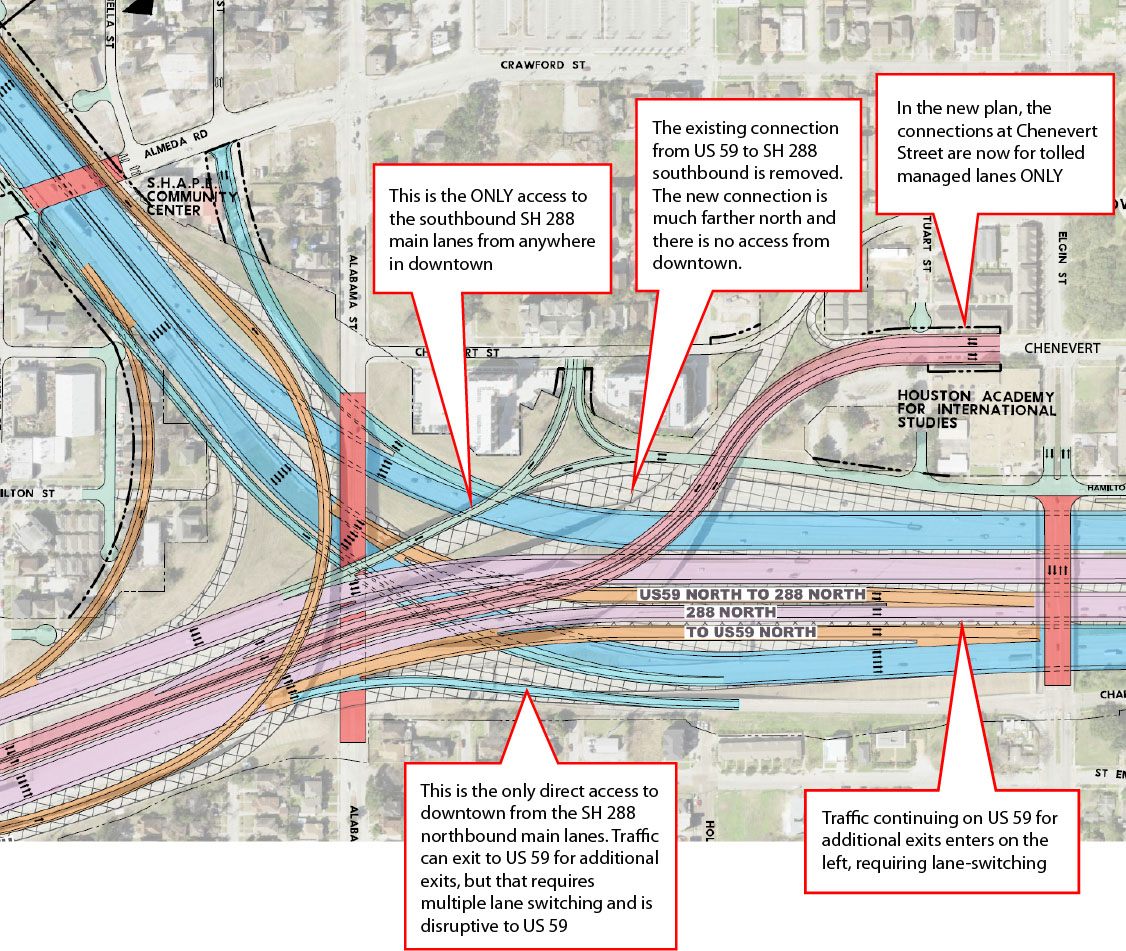 ELLA ST
ST
CRAWFORD ST
ALMEDA RD
S.H.A.P.E.
COMMUNITY
CENTER
ALABAMA ST
This is the ONLY access to
the southbound SH 288
main lanes from anywhere
in downtown
The existing connection
from US 59 to SH 288
southbound is removed.
The new connection is
much farther north and
there is no access from
downtown.
In the new plan, the
connections at Chenevert
Street are now for tolled
managed lanes ONLY
TUART ST
ELGIN ST
CHENEVERT
HOUSTON ACADEMY
FOR INTERNATIONAL
STUDIES
ILTON ST
HAMILTO
US59 NORTH TO 288 NORTH
288 NORTH
TO US59 NORTH
CHA
ST EM
ALABA
HOL
This is the only direct access to
downtown from the SH 288
northbound main lanes. Traffic
can exit to US 59 for additional
exits, but that requires
multiple lane switching and is
disruptive to US 59
Traffic continuing on US 59 for
additional exits enters on the
left, requiring lane-switching